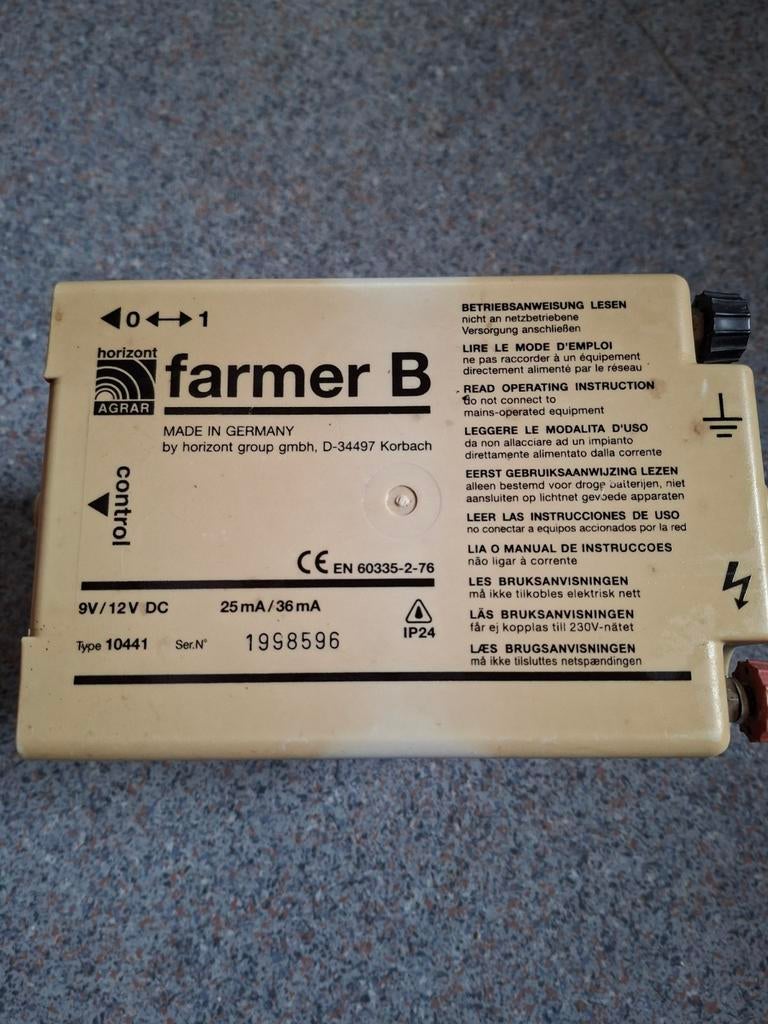 0 1
horizont
AGRAR
farmer B
MADE IN GERMANY
by horizont group gmbh, D-34497 Korbach
control
CE EN 60335-2-76
9V/12V DC 25mA/36mA
IP24
Type 10441 Ser.N° 1998596
BETRIEBSANWEISUNG LESEN
nicht an netzbetriebene
Versorgung anschließen
LIRE LE MODE D'EMPLOI
ne pas raccorder à un équipement
directement alimenté par le réseau
READ OPERATING INSTRUCTION
do not connect to
mains-operated equipment
LEGGERE LE MODALITA D'USO
da non allacciare ad un impianto
direttamente alimentato dalla corrente
EERST GEBRUIKSAANWIJZING LEZEN
alleen bestemd voor droge batterijen, niet
aansluiten op lichtnet gevoede apparaten
LEER LAS INSTRUCCIONES DE USO
no conectar a equipos accionados por la red
LIA O MANUAL DE INSTRUCCOES
não ligar à corrente
LES BRUKSANVISNINGEN
må ikke tilkobles elektrisk nett
LÄS BRUKSANVISNINGEN
får ej kopplas till 230V-nätet
LÆS BRUGSANVISNINGEN
må ikke tilsluttes netspændingen